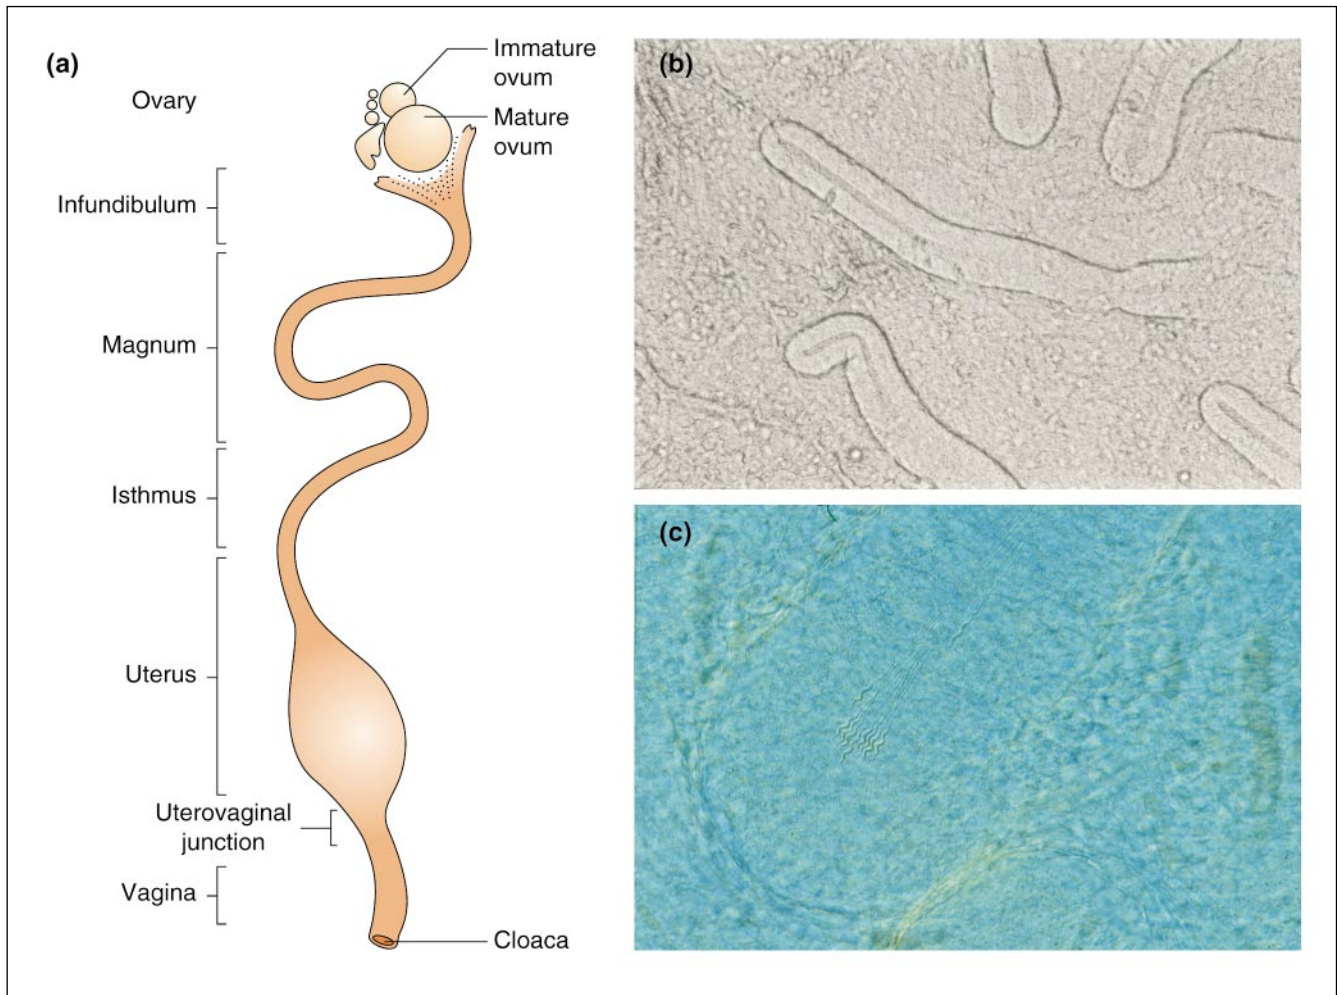 (a)
Immature
ovum
Ovary
Mature
ovum
Infundibulum
Magnum
Isthmus
Uterus
Uterovaginal
junction
Vagina
Cloaca
(b)
(c)